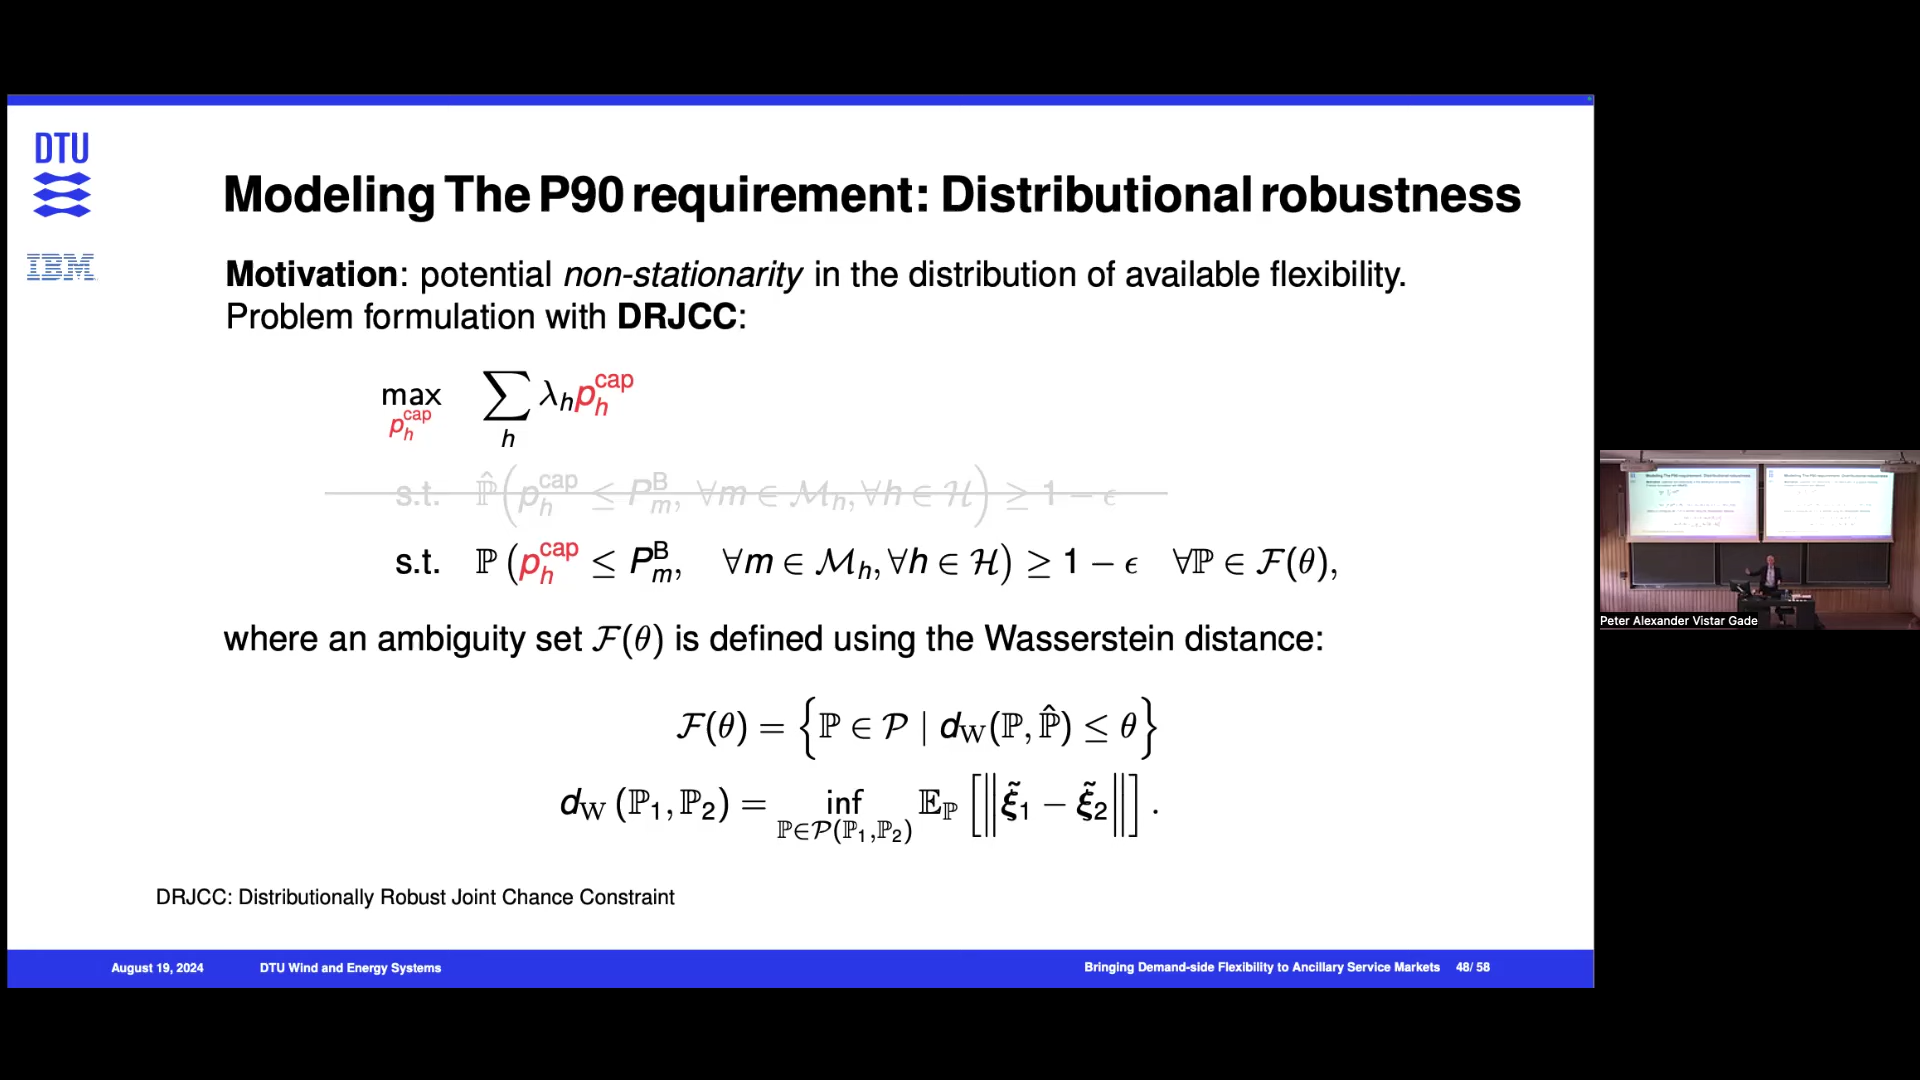 DTU
IBM
Modeling The P90 requirement: Distributional robustness
Motivation: potential non-stationarity in the distribution of available flexibility.
Problem formulation with DRJCC:
max_{p_h^{cap}} ∑_h λ_h p_h^{cap}
s.t. ℙ̂(p_h^{cap} ≤ P_m^B, ∀m ∈ ℳ_h, ∀h ∈ ℋ) ≥ 1 − ϵ
s.t. ℙ(p_h^{cap} ≤ P_m^B, ∀m ∈ ℳ_h, ∀h ∈ ℋ) ≥ 1 − ϵ ∀ℙ ∈ ℱ(θ),
where an ambiguity set ℱ(θ) is defined using the Wasserstein distance:
ℱ(θ) = {ℙ ∈ 𝒫 | d_W(ℙ, ℙ̂) ≤ θ}
d_W(ℙ_1, ℙ_2) = inf_{ℙ∈𝒫(ℙ_1,ℙ_2)} 𝔼_ℙ [‖ξ̃_1 − ξ̃_2‖].
DRJCC: Distributionally Robust Joint Chance Constraint
August 19, 2024 DTU Wind and Energy Systems Bringing Demand-side Flexibility to Ancillary Service Markets 48/ 58
Peter Alexander Vistar Gade